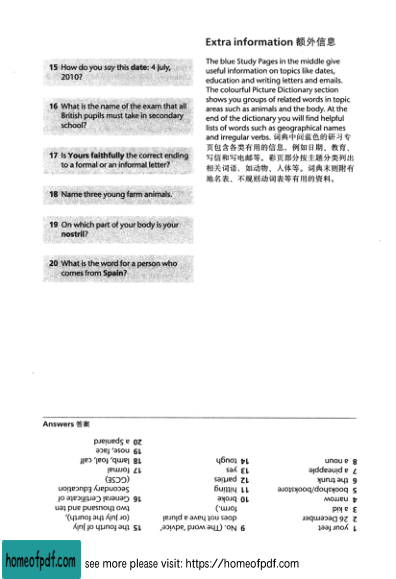 Extra information 额外信息
15 How do you say this date: 4 July,
2010?
16 What is the name of the exam that all
British pupils must take in secondary
school?
17 Is Yours faithfully the correct ending
to a formal or an informal letter?
18 Name three young farm animals.
19 On which part of your body is your
nostril?
20 What is the word for a person who
comes from Spain?
The blue Study Pages in the middle give
useful information on topics like dates,
education and writing letters and emails.
The colourful Picture Dictionary section
shows you groups of related words in topic
areas such as animals and the body. At the
end of the dictionary you will find helpful
lists of words such as geographical names
and irregular verbs. 词典中间蓝色的研习专
页包含各类有用的信息，例如日期、教育、
写信和写电邮等。彩页部分按主题分类列出
相关词语，如动物、人体等。词典末则附有
地名表、不规则动词表等有用的资料。
Answers 答案
1 your feet
2 26 December
3 a kid
4 narrow
5 bookshop/bookstore
6 the trunk
7 a pineapple
8 a noun
9 No. (The word 'advice'
does not have a plural
form.)
10 broke
11 hitting
12 parties
13 yes
14 tough
15 the fourth of July
(or July the fourth),
two thousand and ten
16 General Certificate of
Secondary Education
(GCSE)
17 formal
18 lamb, foal, calf
19 nose, face
20 a Spaniard
homeofpdf.com
see more please visit: https://homeofpdf.com